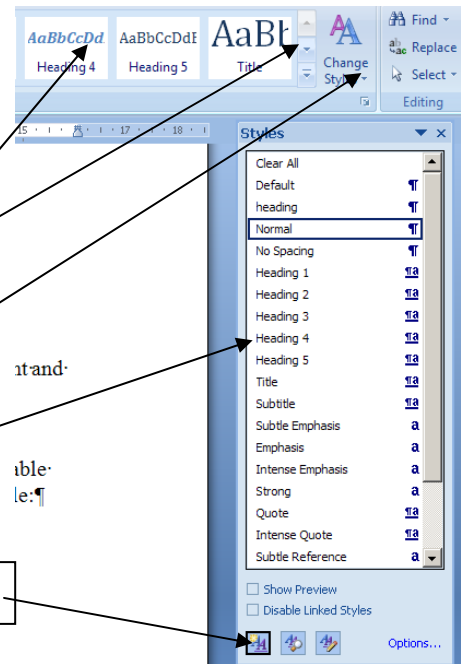 AaBbCcDd AaBbCcDdE AaBb
Heading 4 Heading 5 Title
Change
Styles
Find
Replace
Select
Editing
15 17 18
Styles
Clear All
Default ¶
heading ¶
Normal ¶
No Spacing ¶
Heading 1 ¶a
Heading 2 ¶a
Heading 3 ¶a
Heading 4 ¶a
Heading 5 ¶a
Title ¶a
Subtitle ¶a
Subtle Emphasis a
Emphasis a
Intense Emphasis a
Strong a
Quote ¶a
Intense Quote ¶a
Subtle Reference a
Show Preview
Disable Linked Styles
Options...
nt·and·
able·
le:¶